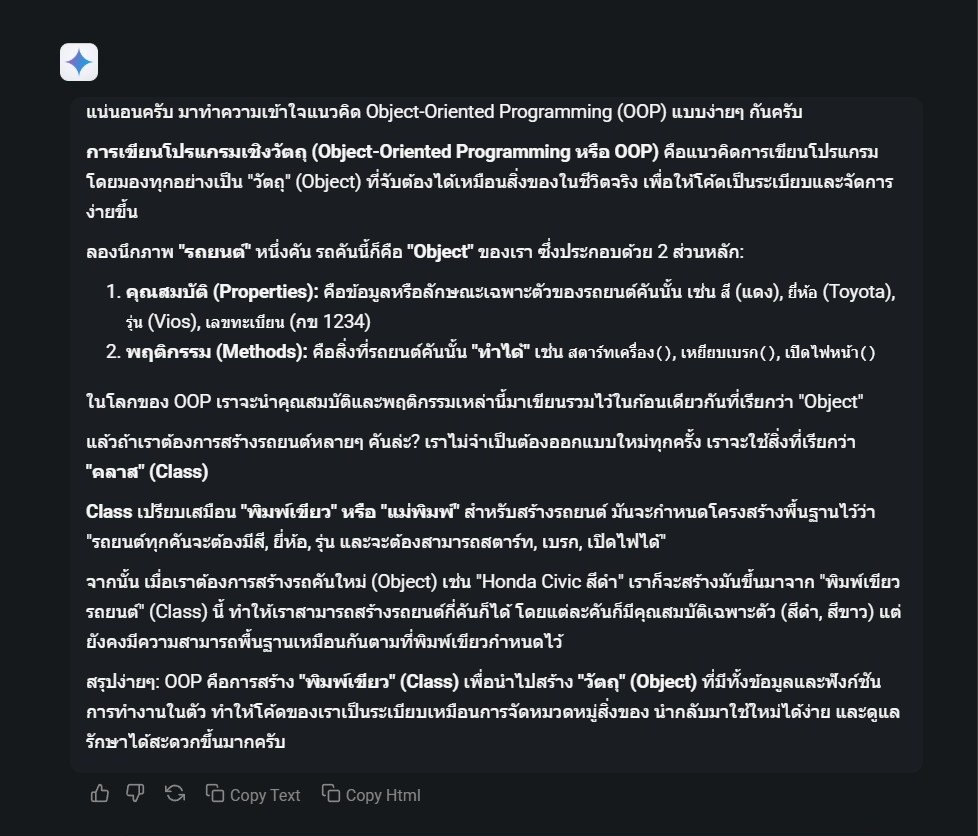 แน่นอนครับ มาทำความเข้าใจแนวคิด Object-Oriented Programming (OOP) แบบง่ายๆ กันครับ
การเขียนโปรแกรมเชิงวัตถุ (Object-Oriented Programming หรือ OOP) คือแนวคิดการเขียนโปรแกรม
โดยมองทุกอย่างเป็น "วัตถุ" (Object) ที่จับต้องได้เหมือนสิ่งของในชีวิตจริง เพื่อให้โค้ดเป็นระเบียบและจัดการ
ง่ายขึ้น
ลองนึกภาพ "รถยนต์" หนึ่งคัน รถคันนี้ก็คือ "Object" ของเรา ซึ่งประกอบด้วย 2 ส่วนหลัก:
1. คุณสมบัติ (Properties): คือข้อมูลหรือลักษณะเฉพาะตัวของรถยนต์คันนั้น เช่น สี (แดง), ยี่ห้อ (Toyota),
รุ่น (Vios), เลขทะเบียน (กข 1234)
2. พฤติกรรม (Methods): คือสิ่งที่รถยนต์คันนั้น "ทำได้" เช่น สตาร์ทเครื่อง(), เหยียบเบรก(), เปิดไฟหน้า()
ในโลกของ OOP เราจะนำคุณสมบัติและพฤติกรรมเหล่านี้มาเขียนรวมไว้ในก้อนเดียวกันที่เรียกว่า "Object"
แล้วถ้าเราต้องการสร้างรถยนต์หลายๆ คันล่ะ? เราไม่จำเป็นต้องออกแบบใหม่ทุกครั้ง เราจะใช้สิ่งที่เรียกว่า
"คลาส" (Class)
Class เปรียบเสมือน "พิมพ์เขียว" หรือ "แม่พิมพ์" สำหรับสร้างรถยนต์ มันจะกำหนดโครงสร้างพื้นฐานไว้ว่า
"รถยนต์ทุกคันจะต้องมีสี, ยี่ห้อ, รุ่น และจะต้องสามารถสตาร์ท, เบรก, เปิดไฟได้"
จากนั้น เมื่อเราต้องการสร้างรถคันใหม่ (Object) เช่น "Honda Civic สีดำ" เราก็จะสร้างมันขึ้นมาจาก "พิมพ์เขียว
รถยนต์" (Class) นี้ ทำให้เราสามารถสร้างรถยนต์กี่คันก็ได้ โดยแต่ละคันก็มีคุณสมบัติเฉพาะตัว (สีดำ, สีขาว) แต่
ยังคงมีความสามารถพื้นฐานเหมือนกันตามที่พิมพ์เขียวกำหนดไว้
สรุปง่ายๆ: OOP คือการสร้าง "พิมพ์เขียว" (Class) เพื่อนำไปสร้าง "วัตถุ" (Object) ที่มีทั้งข้อมูลและฟังก์ชัน
การทำงานในตัว ทำให้โค้ดของเราเป็นระเบียบเหมือนการจัดหมวดหมู่สิ่งของ นำกลับมาใช้ใหม่ได้ง่าย และดูแล
รักษาได้สะดวกขึ้นมากครับ
Copy Text Copy Html